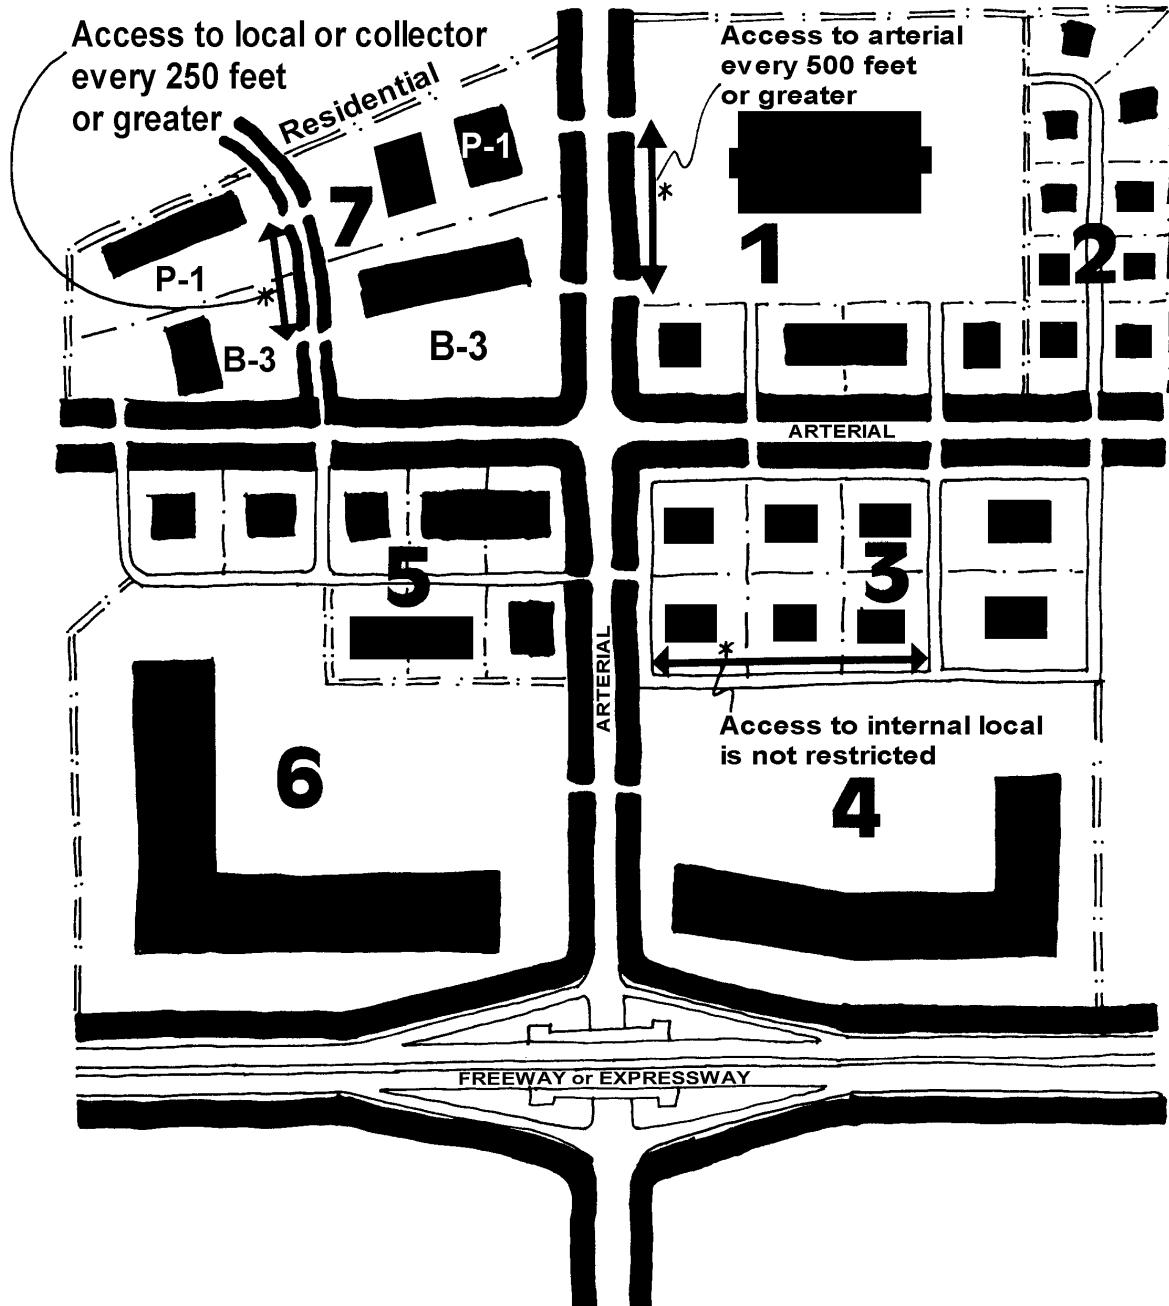 Access to local or collector
every 250 feet
or greater
Residential
Access to arterial
every 500 feet
or greater
*
P-1
7
1
2
P-1
*
B-3
B-3
ARTERIAL
3
5
ARTERIAL
*
Access to internal local
is not restricted
6
4
FREEWAY or EXPRESSWAY